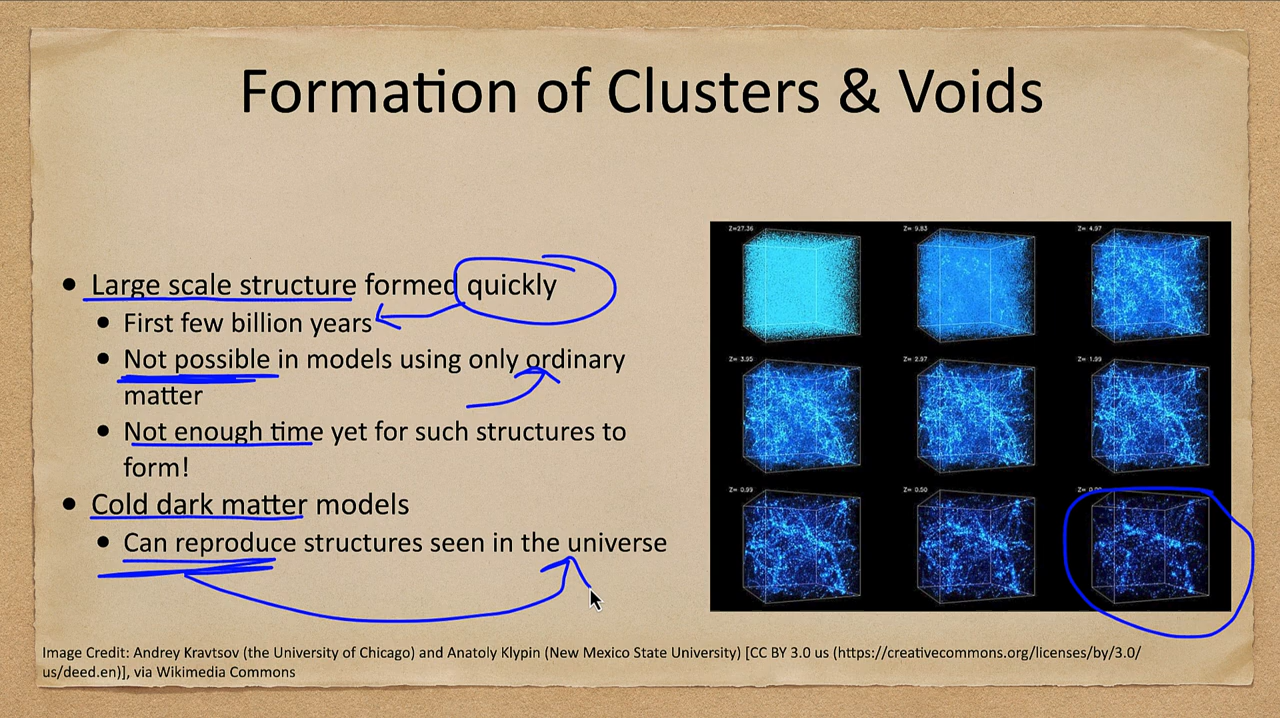 Formation of Clusters & Voids
• Large scale structure formed quickly
• First few billion years
• Not possible in models using only ordinary
matter
• Not enough time yet for such structures to
form!
• Cold dark matter models
• Can reproduce structures seen in the universe
Z=27.36
Z= 9.83
Z= 4.97
Z= 3.95
Z= 2.97
Z= 1.99
Z= 0.99
Z= 0.50
Image Credit: Andrey Kravtsov (the University of Chicago) and Anatoly Klypin (New Mexico State University) [CC BY 3.0 us (https://creativecommons.org/licenses/by/3.0/
us/deed.en)], via Wikimedia Commons